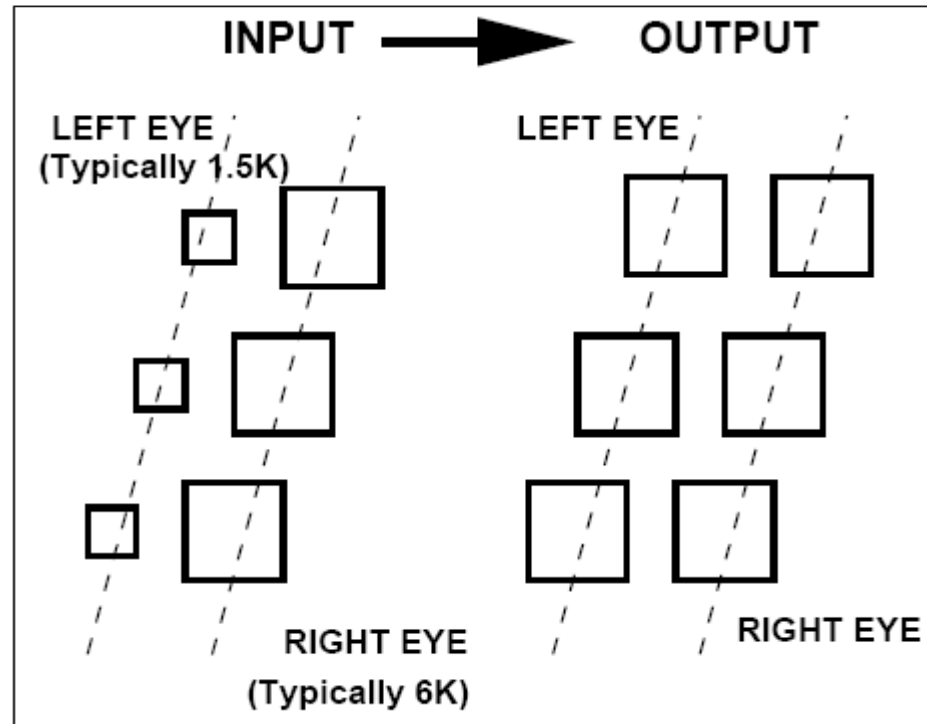 INPUT OUTPUT
LEFT EYE
(Typically 1.5K)
LEFT EYE
RIGHT EYE
(Typically 6K)
RIGHT EYE